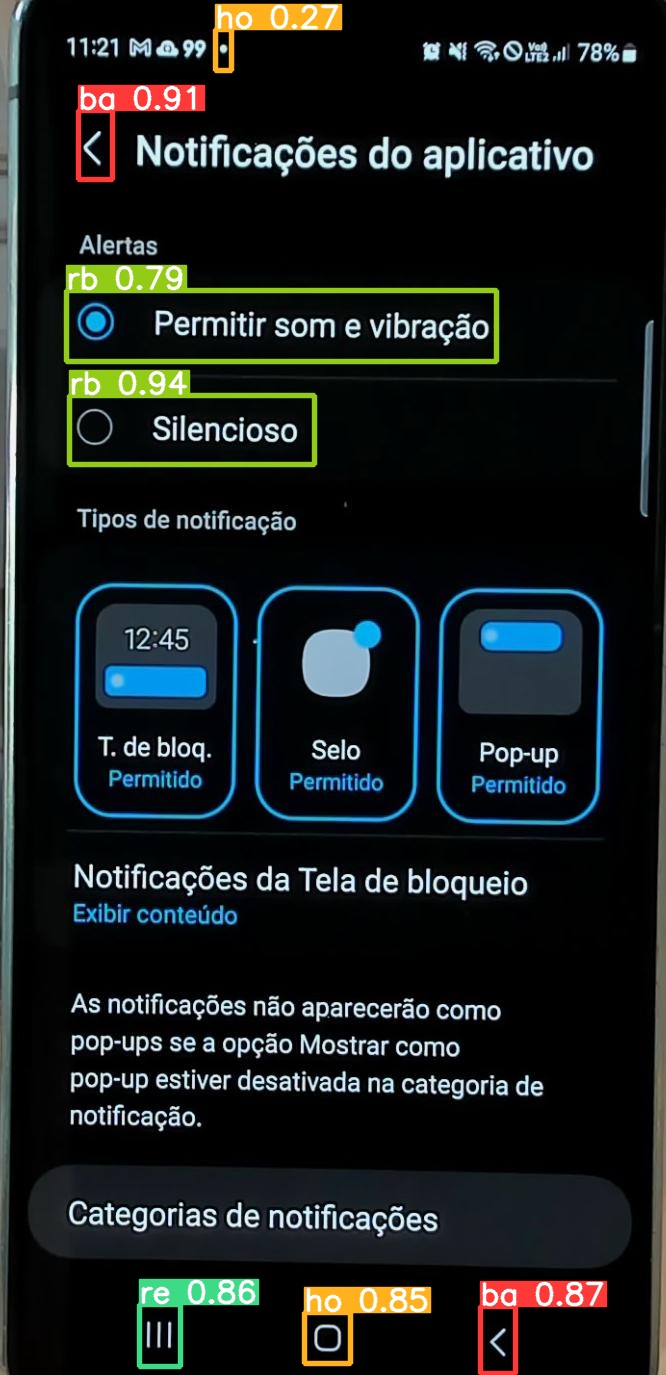 ho 0.27
11:21 M 99 • VoD LTE2 78%
ba 0.91
Notificações do aplicativo
Alertas
rb 0.79
Permitir som e vibração
rb 0.94
Silencioso
Tipos de notificação
12:45
T. de bloq.
Permitido
Selo
Permitido
Pop-up
Permitido
Notificações da Tela de bloqueio
Exibir conteúdo
As notificações não aparecerão como
pop-ups se a opção Mostrar como
pop-up estiver desativada na categoria de
notificação.
Categorias de notificações
re 0.86
ho 0.85
ba 0.87